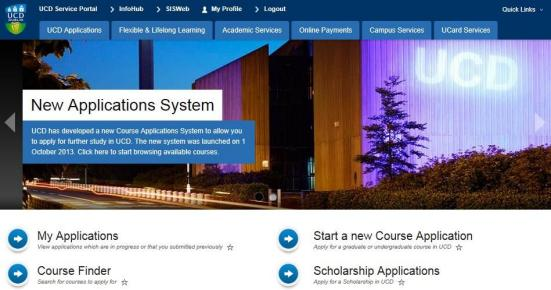 UCD
DUBLIN
UCD Service Portal > InfoHub > SISWeb My Profile > Logout Quick Links
UCD Applications Flexible & Lifelong Learning Academic Services Online Payments Campus Services UCard Services
UCD
New Applications System
UCD has developed a new Course Applications System to allow you
to apply for further study in UCD. The new system was launched on 1
October 2013. Click here to start browsing available courses.
My Applications
View applications which are in progress or that you submitted previously
Start a new Course Application
Apply for a graduate or undergraduate course in UCD
Course Finder
Search for courses to apply for
Scholarship Applications
Apply for a Scholarship in UCD